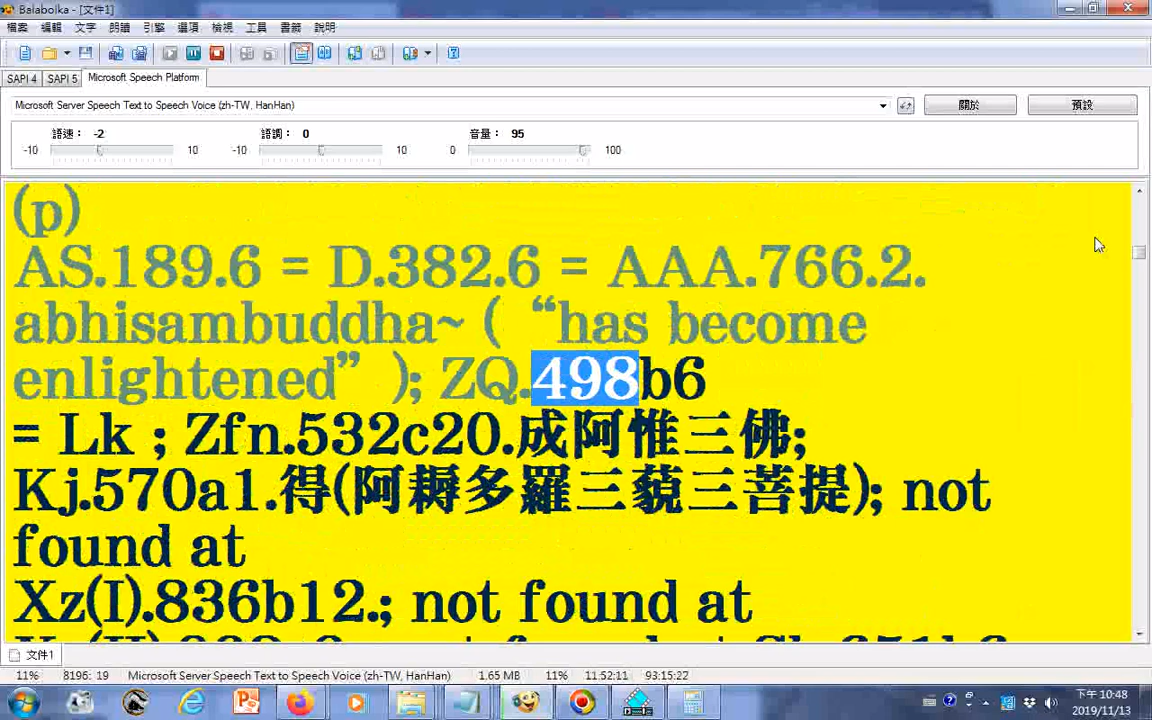 Balabolka - [文件1]
檔案 編輯 文字 朗讀 引擎 選項 檢視 工具 書籤 說明
SAPI 4 SAPI 5 Microsoft Speech Platform
Microsoft Server Speech Text to Speech Voice (zh-TW, HanHan) 關於 預設
語速： -2 語調： 0 音量： 95
-10 10 -10 10 0 100
(p)
AS.189.6 = D.382.6 = AAA.766.2.
abhisambuddha~ ( “has become
enlightened” ); ZQ.498b6
= Lk ; Zfn.532c20.成阿惟三佛;
Kj.570a1.得(阿耨多羅三藐三菩提); not
found at
Xz(I).836b12.; not found at
文件1
11% 8196: 19 Microsoft Server Speech Text to Speech Voice (zh-TW, HanHan) 1.65 MB 11% 11:52:11 93:15:22
下午 10:48
2019/11/13